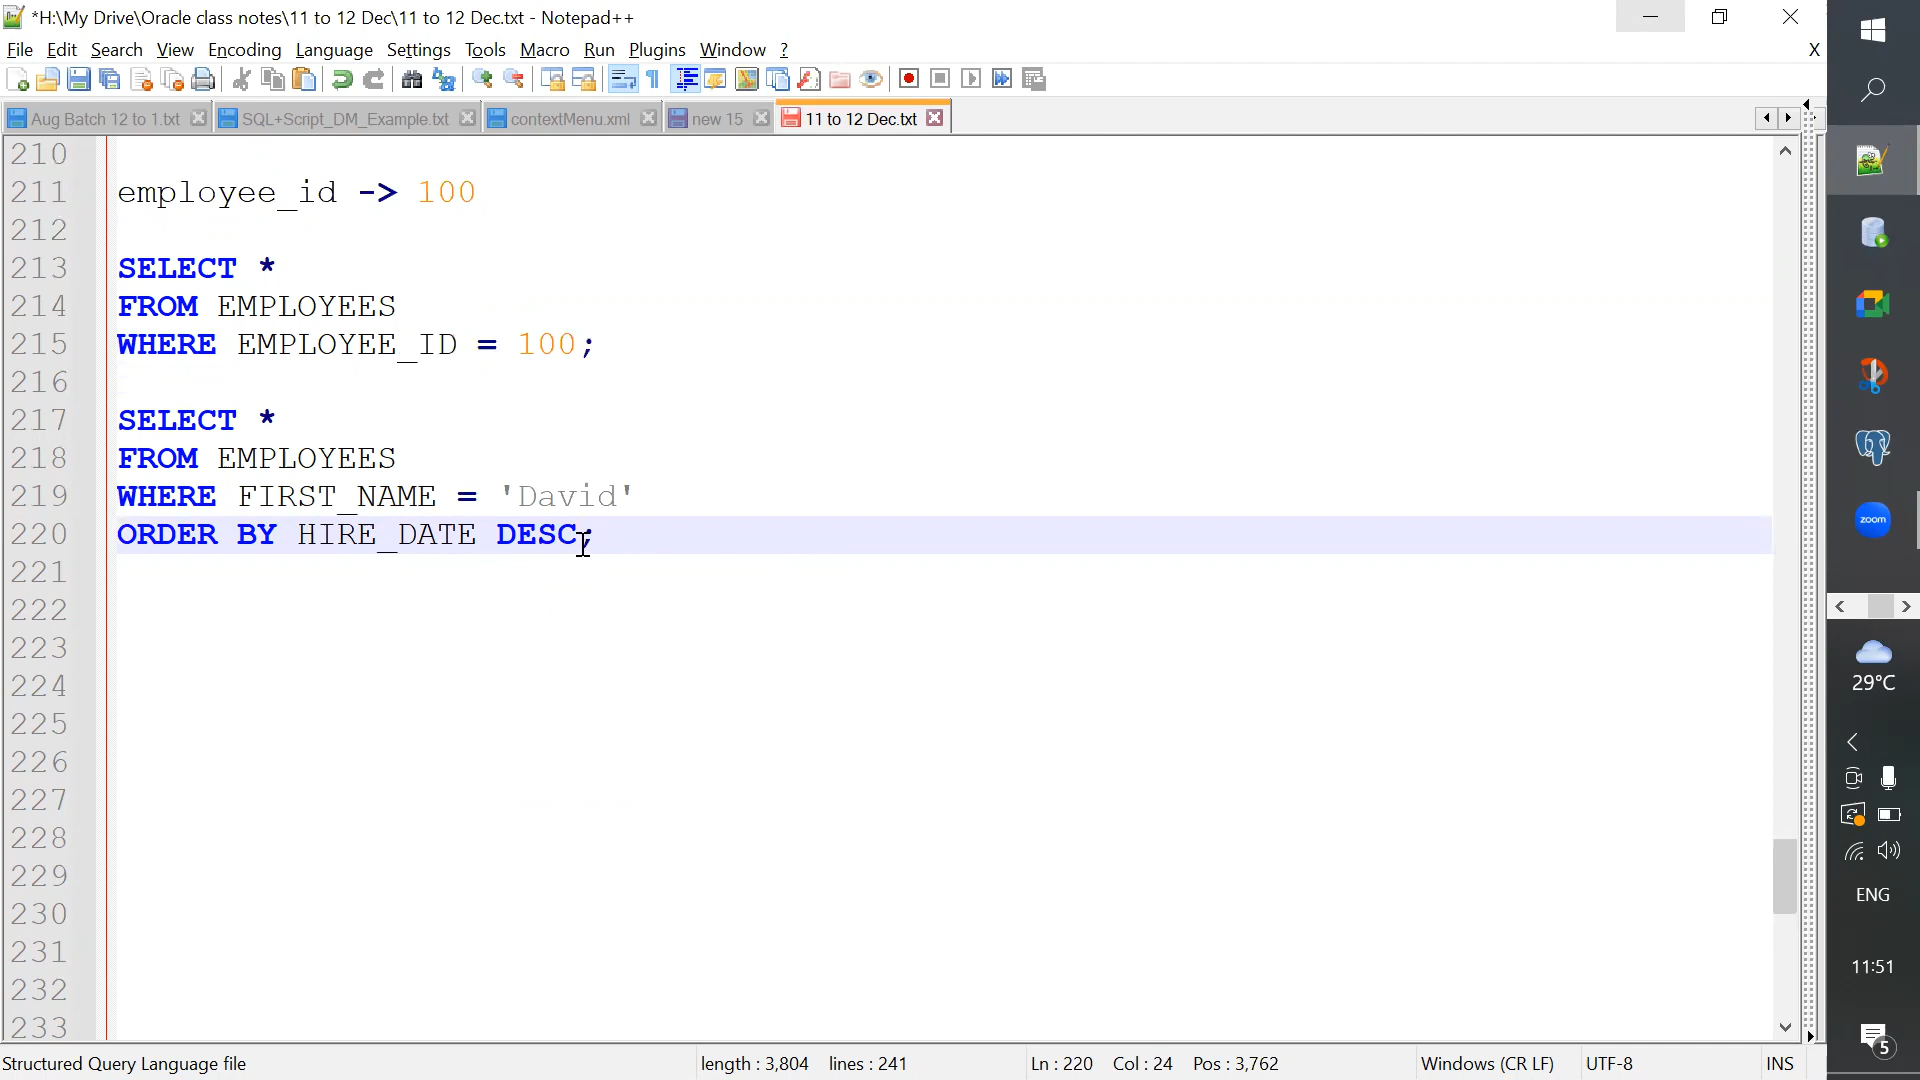 *H:\My Drive\Oracle class notes\11 to 12 Dec\11 to 12 Dec.txt - Notepad++
File Edit Search View Encoding Language Settings Tools Macro Run Plugins Window ? X
Aug Batch 12 to 1.txt SQL+Script_DM_Example.txt contextMenu.xml new 15 11 to 12 Dec.txt
210
211 employee_id -> 100
212
213 SELECT *
214 FROM EMPLOYEES
215 WHERE EMPLOYEE_ID = 100;
216
217 SELECT *
218 FROM EMPLOYEES
219 WHERE FIRST_NAME = 'David'
220 ORDER BY HIRE_DATE DESC;
221
222
223
224
225
226
227
228
229
230
231
232
233
Structured Query Language file length : 3,804 lines : 241 Ln : 220 Col : 24 Pos : 3,762 Windows (CR LF) UTF-8 INS
zoom
29°C
ENG
11:51
5